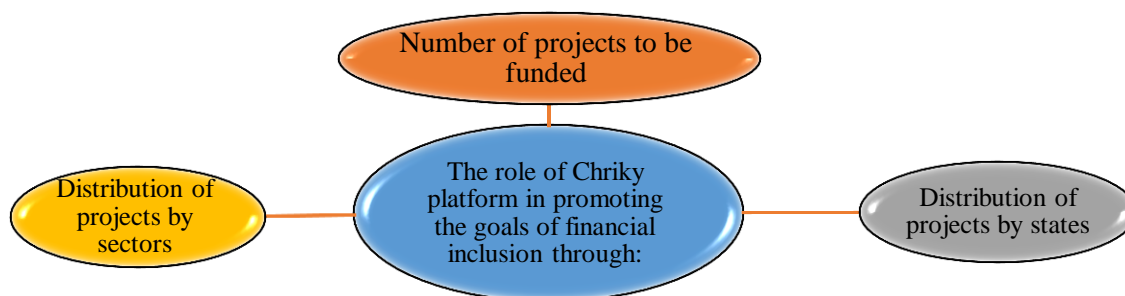 Number of projects to be
funded
The role of Chriky
platform in promoting
the goals of financial
inclusion through:
Distribution of
projects by
sectors
Distribution of
projects by states